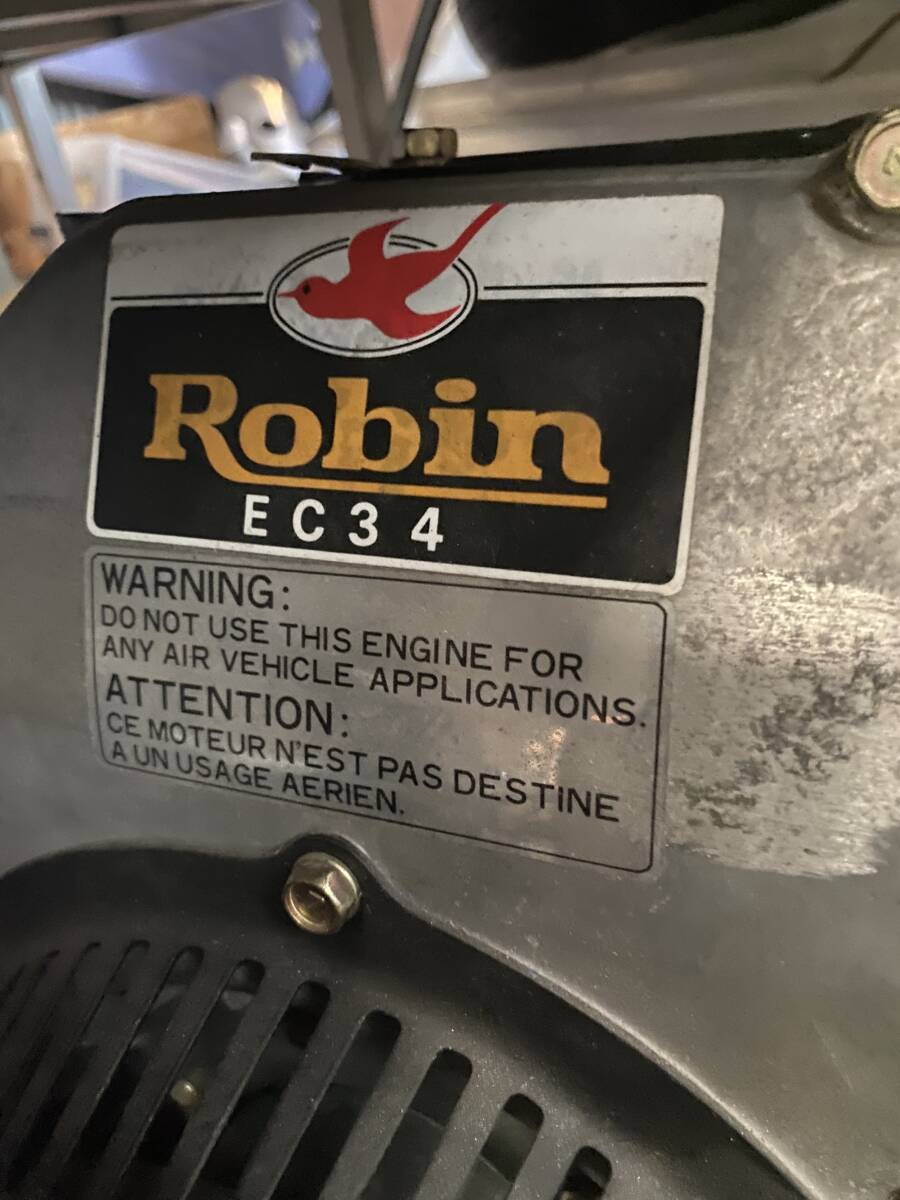 Robin
EC34
WARNING:
DO NOT USE THIS ENGINE FOR
ANY AIR VEHICLE APPLICATIONS.
ATTENTION:
CE MOTEUR N'EST PAS DESTINE
A UN USAGE AERIEN.